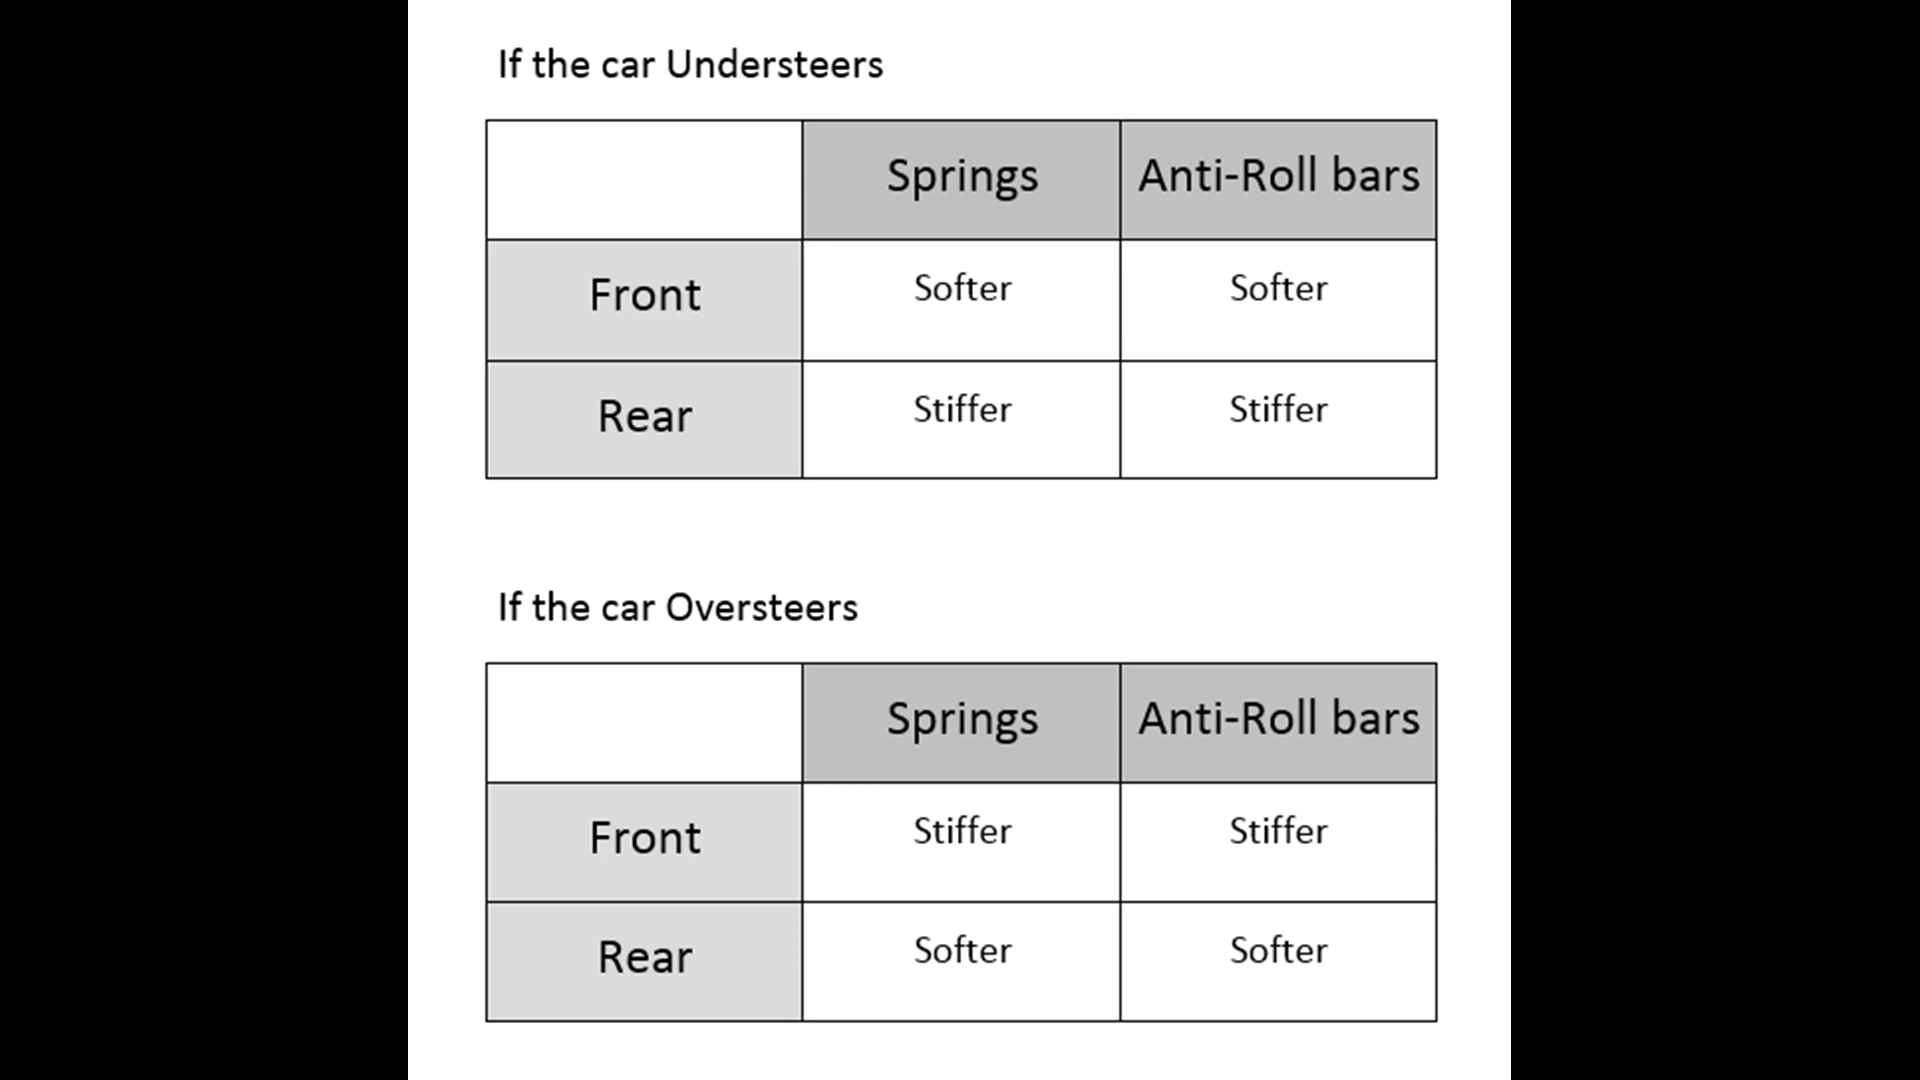 If the car Understeers
Springs Anti-Roll bars
Front Softer Softer
Rear Stiffer Stiffer
If the car Oversteers
Springs Anti-Roll bars
Front Stiffer Stiffer
Rear Softer Softer